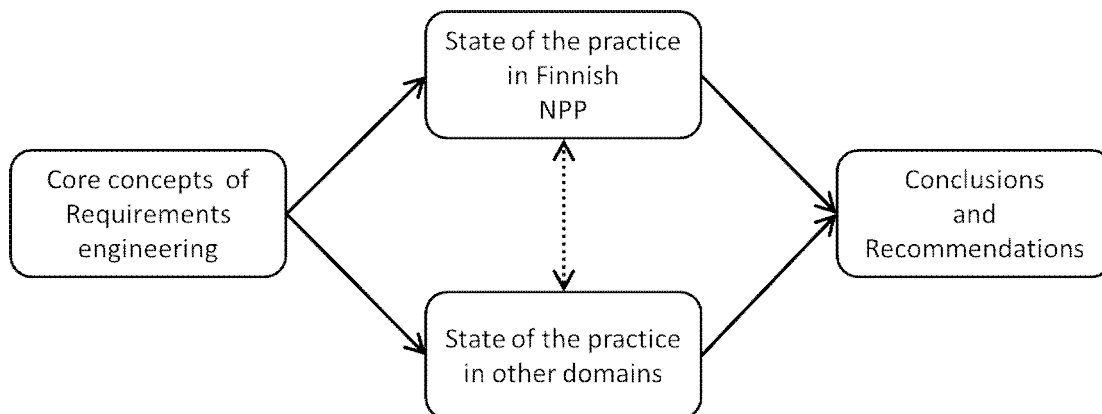 State of the practice
in Finnish
NPP
Core concepts of
Requirements
engineering
Conclusions
and
Recommendations
State of the practice
in other domains